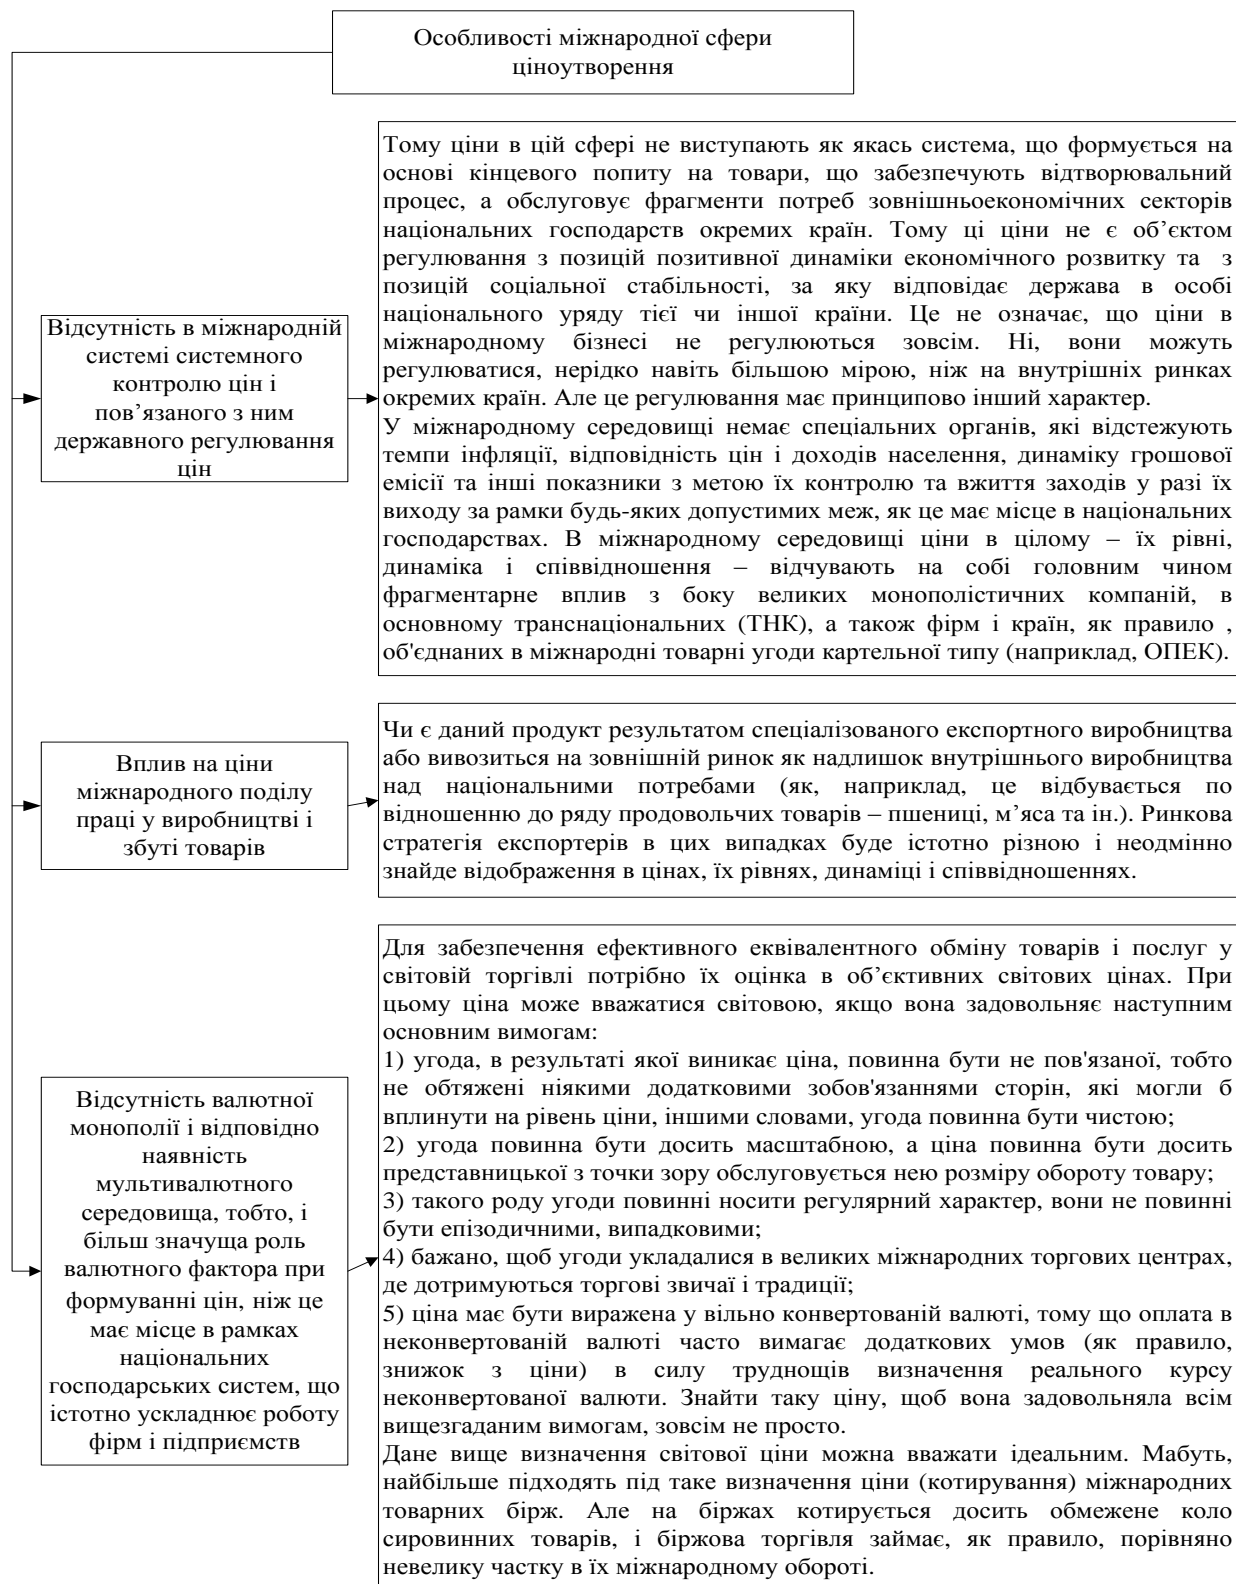 Особливості міжнародної сфери
ціноутворення
Відсутність в міжнародній
системі системного
контролю цін і
пов’язаного з ним
державного регулювання
цін
Тому ціни в цій сфері не виступають як якась система, що формується на
основі кінцевого попиту на товари, що забезпечують відтворювальний
процес, а обслуговує фрагменти потреб зовнішньоекономічних секторів
національних господарств окремих країн. Тому ці ціни не є об’єктом
регулювання з позицій позитивної динаміки економічного розвитку та з
позицій соціальної стабільності, за яку відповідає держава в особі
національного уряду тієї чи іншої країни. Це не означає, що ціни в
міжнародному бізнесі не регулюються зовсім. Ні, вони можуть
регулюватися, нерідко навіть більшою мірою, ніж на внутрішніх ринках
окремих країн. Але це регулювання має принципово інший характер.
У міжнародному середовищі немає спеціальних органів, які відстежують
темпи інфляції, відповідність цін і доходів населення, динаміку грошової
емісії та інші показники з метою їх контролю та вжиття заходів у разі їх
виходу за рамки будь-яких допустимих меж, як це має місце в національних
господарствах. В міжнародному середовищі ціни в цілому – їх рівні,
динаміка і співвідношення – відчувають на собі головним чином
фрагментарне вплив з боку великих монополістичних компаній, в
основному транснаціональних (ТНК), а також фірм і країн, як правило ,
об'єднаних в міжнародні товарні угоди картельної типу (наприклад, ОПЕК).
Вплив на ціни
міжнародного поділу
праці у виробництві і
збуті товарів
Чи є даний продукт результатом спеціалізованого експортного виробництва
або вивозиться на зовнішній ринок як надлишок внутрішнього виробництва
над національними потребами (як, наприклад, це відбувається по
відношенню до ряду продовольчих товарів – пшениці, м’яса та ін.). Ринкова
стратегія експортерів в цих випадках буде істотно різною і неодмінно
знайде відображення в цінах, їх рівнях, динаміці і співвідношеннях.
Відсутність валютної
монополії і відповідно
наявність
мультивалютного
середовища, тобто, і
більш значуща роль
валютного фактора при
формуванні цін, ніж це
має місце в рамках
національних
господарських систем, що
істотно ускладнює роботу
фірм і підприємств
Для забезпечення ефективного еквівалентного обміну товарів і послуг у
світовій торгівлі потрібно їх оцінка в об’єктивних світових цінах. При
цьому ціна може вважатися світовою, якщо вона задовольняє наступним
основним вимогам:
1) угода, в результаті якої виникає ціна, повинна бути не пов'язаної, тобто
не обтяжені ніякими додатковими зобов'язаннями сторін, які могли б
вплинути на рівень ціни, іншими словами, угода повинна бути чистою;
2) угода повинна бути досить масштабною, а ціна повинна бути досить
представницької з точки зору обслуговується нею розміру обороту товару;
3) такого роду угоди повинні носити регулярний характер, вони не повинні
бути епізодичними, випадковими;
4) бажано, щоб угоди укладалися в великих міжнародних торгових центрах,
де дотримуються торгові звичаї і традиції;
5) ціна має бути виражена у вільно конвертованій валюті, тому що оплата в
неконвертованій валюті часто вимагає додаткових умов (як правило,
знижок з ціни) в силу труднощів визначення реального курсу
неконвертованої валюти. Знайти таку ціну, щоб вона задовольняла всім
вищезгаданим вимогам, зовсім не просто.
Дане вище визначення світової ціни можна вважати ідеальним. Мабуть,
найбільше підходять під таке визначення ціни (котирування) міжнародних
товарних бірж. Але на біржах котирується досить обмежене коло
сировинних товарів, і біржова торгівля займає, як правило, порівняно
невелику частку в їх міжнародному обороті.